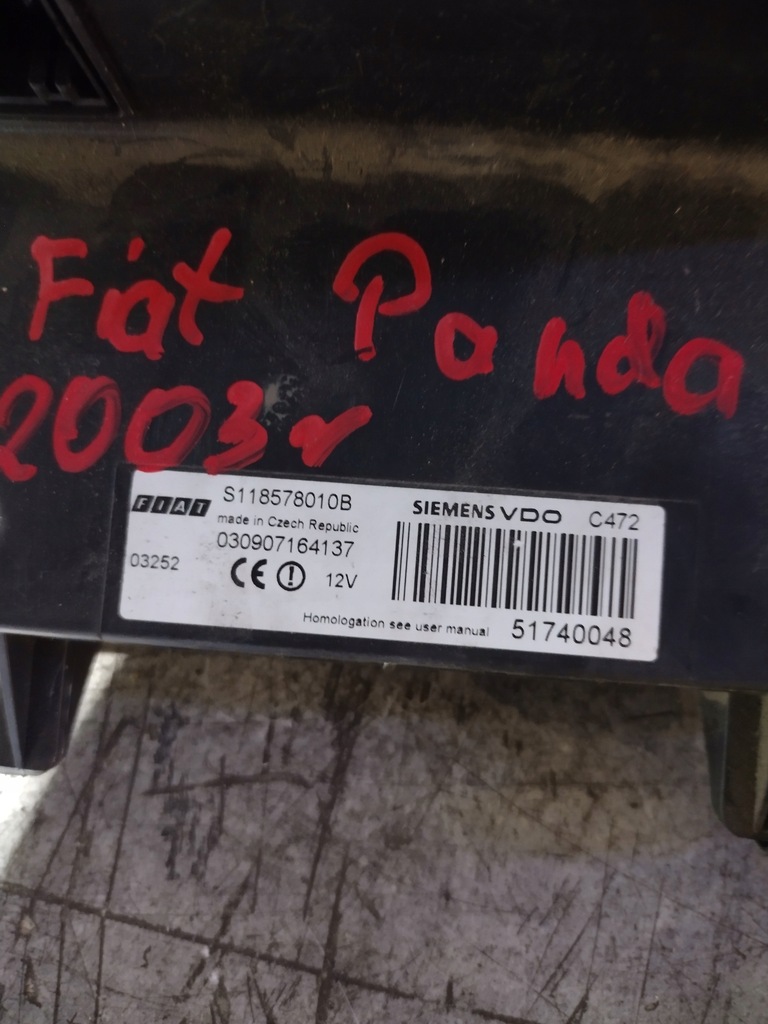 Fiat Panda
2003r
FIAT S118578010B SIEMENS VDO C472
made in Czech Republic
030907164137
03252 CE 12V
Homologation see user manual 51740048